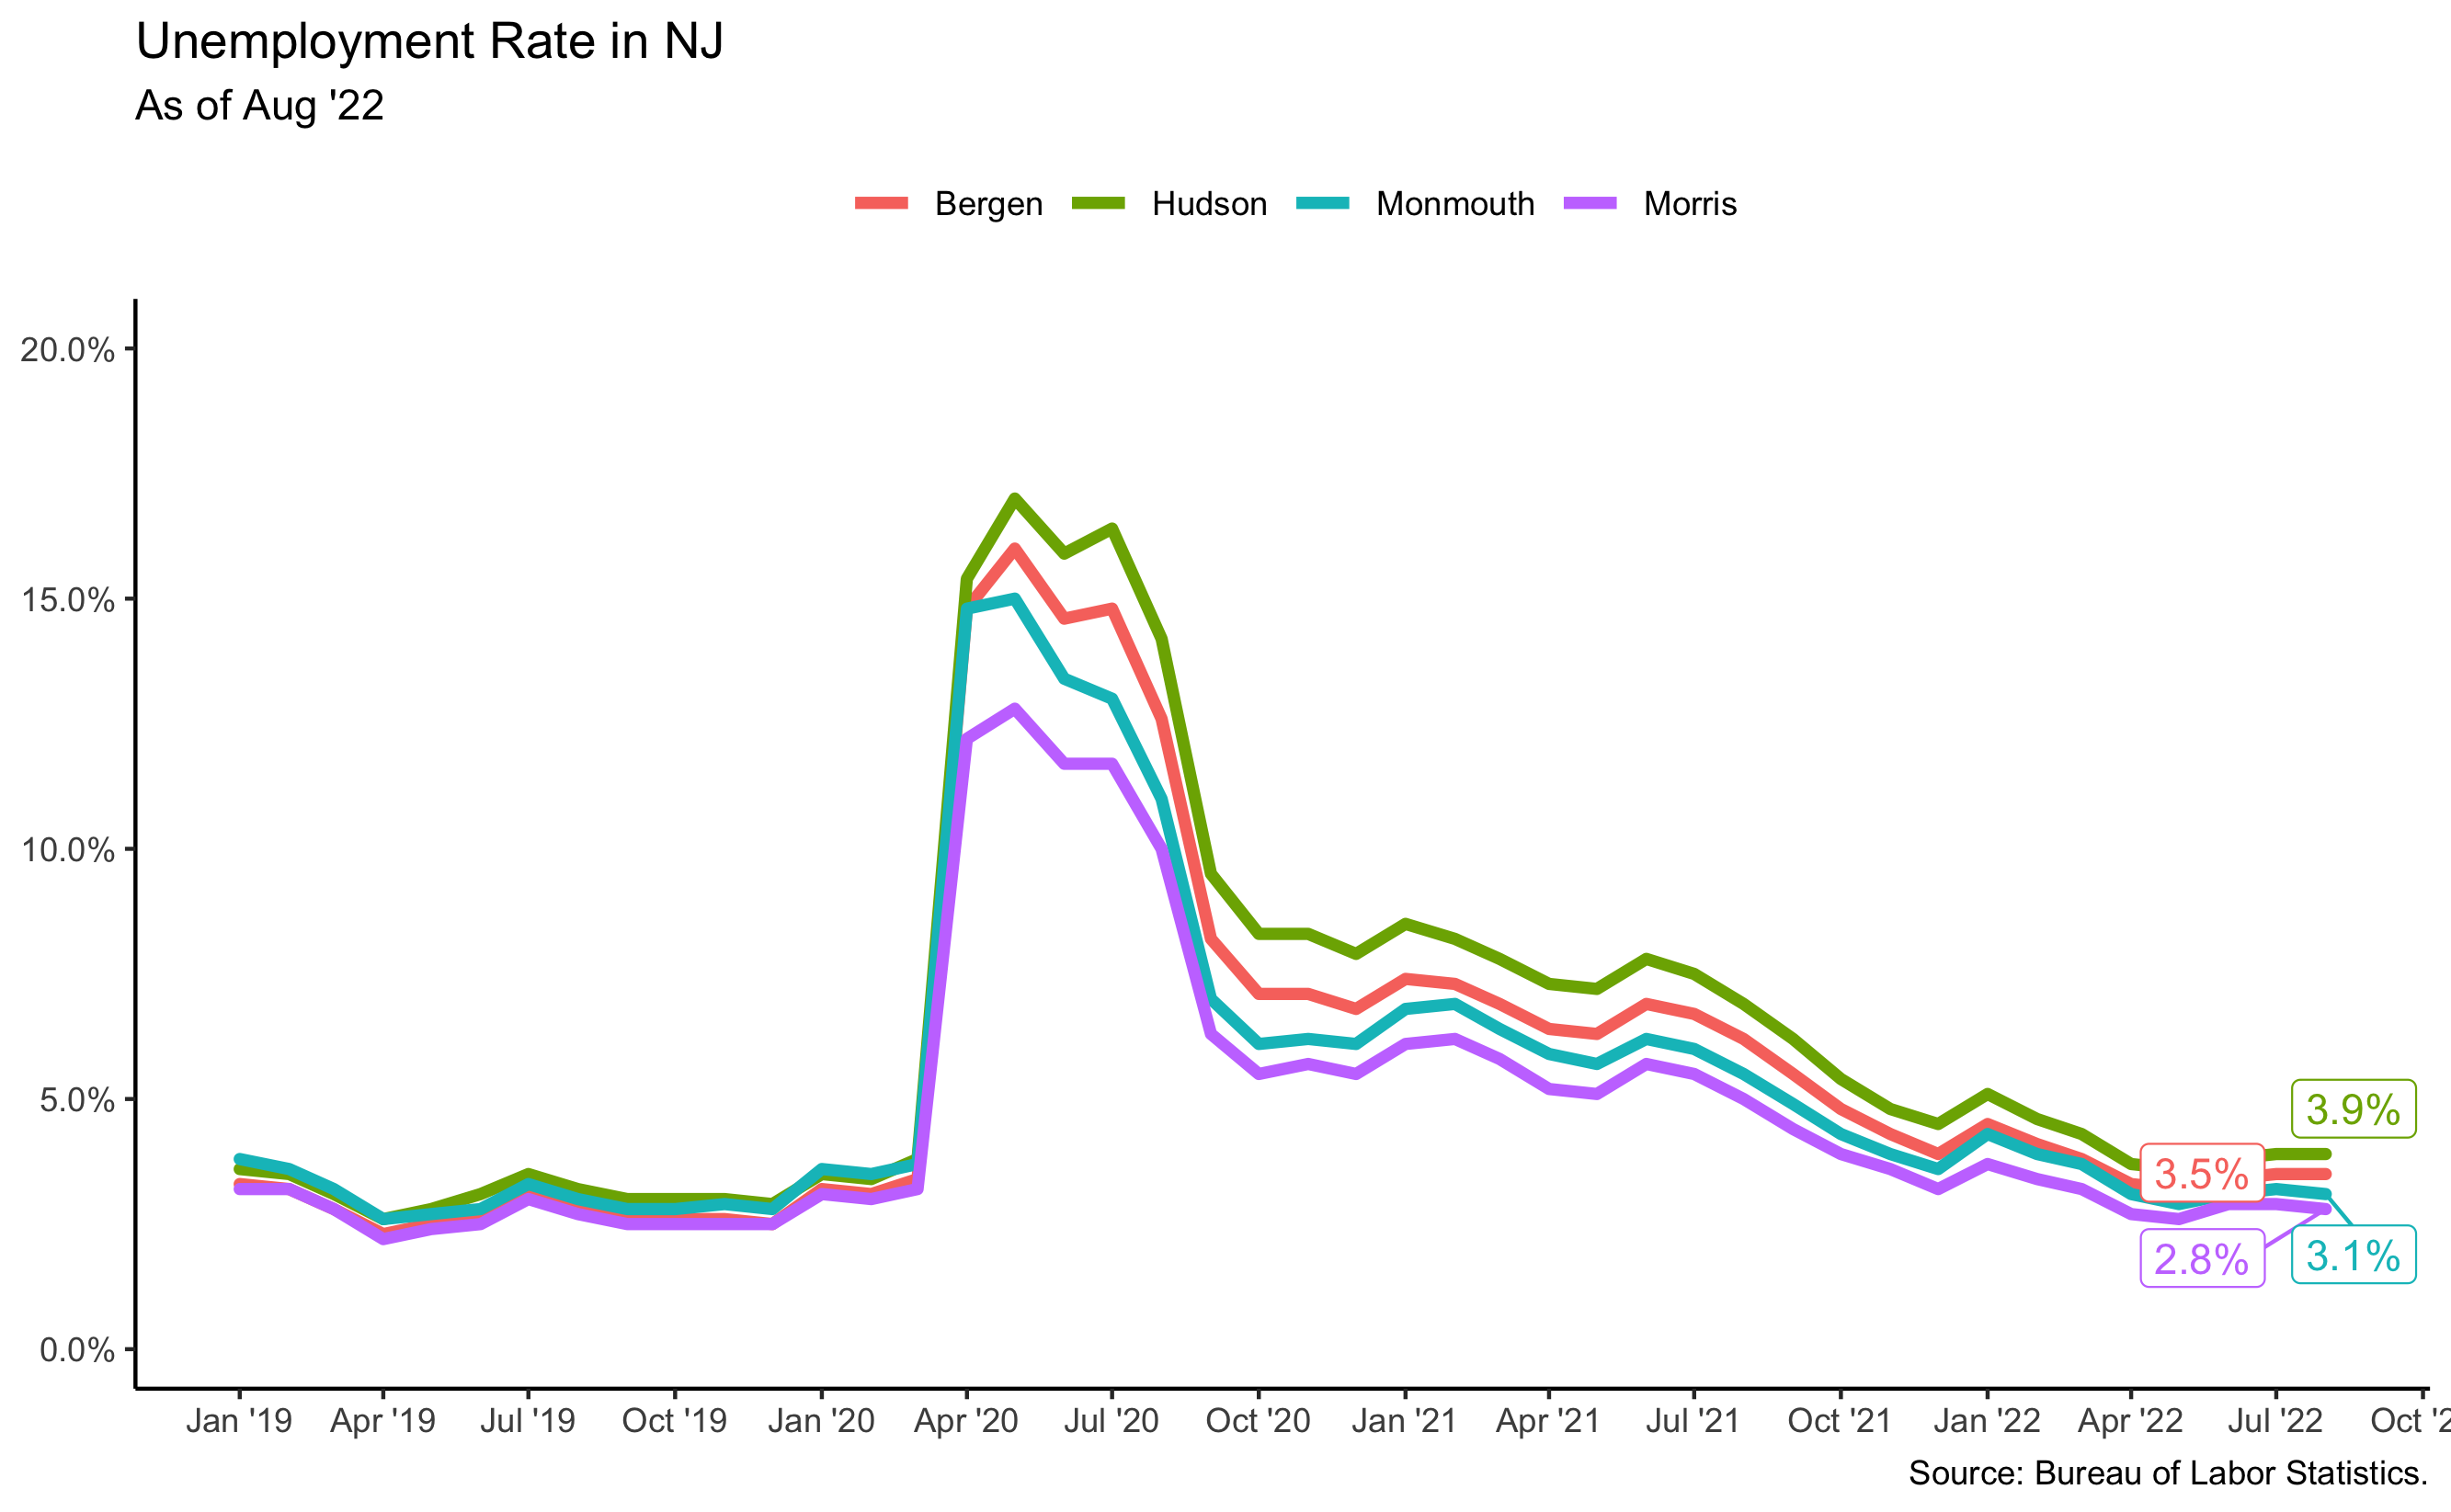 Unemployment Rate in NJ
As of Aug '22
Bergen Hudson Monmouth Morris
20.0%
15.0%
10.0%
5.0%
0.0%
3.9%
3.5%
3.1%
2.8%
Jan '19 Apr '19 Jul '19 Oct '19 Jan '20 Apr '20 Jul '20 Oct '20 Jan '21 Apr '21 Jul '21 Oct '21 Jan '22 Apr '22 Jul '22 Oct '2
Source: Bureau of Labor Statistics.